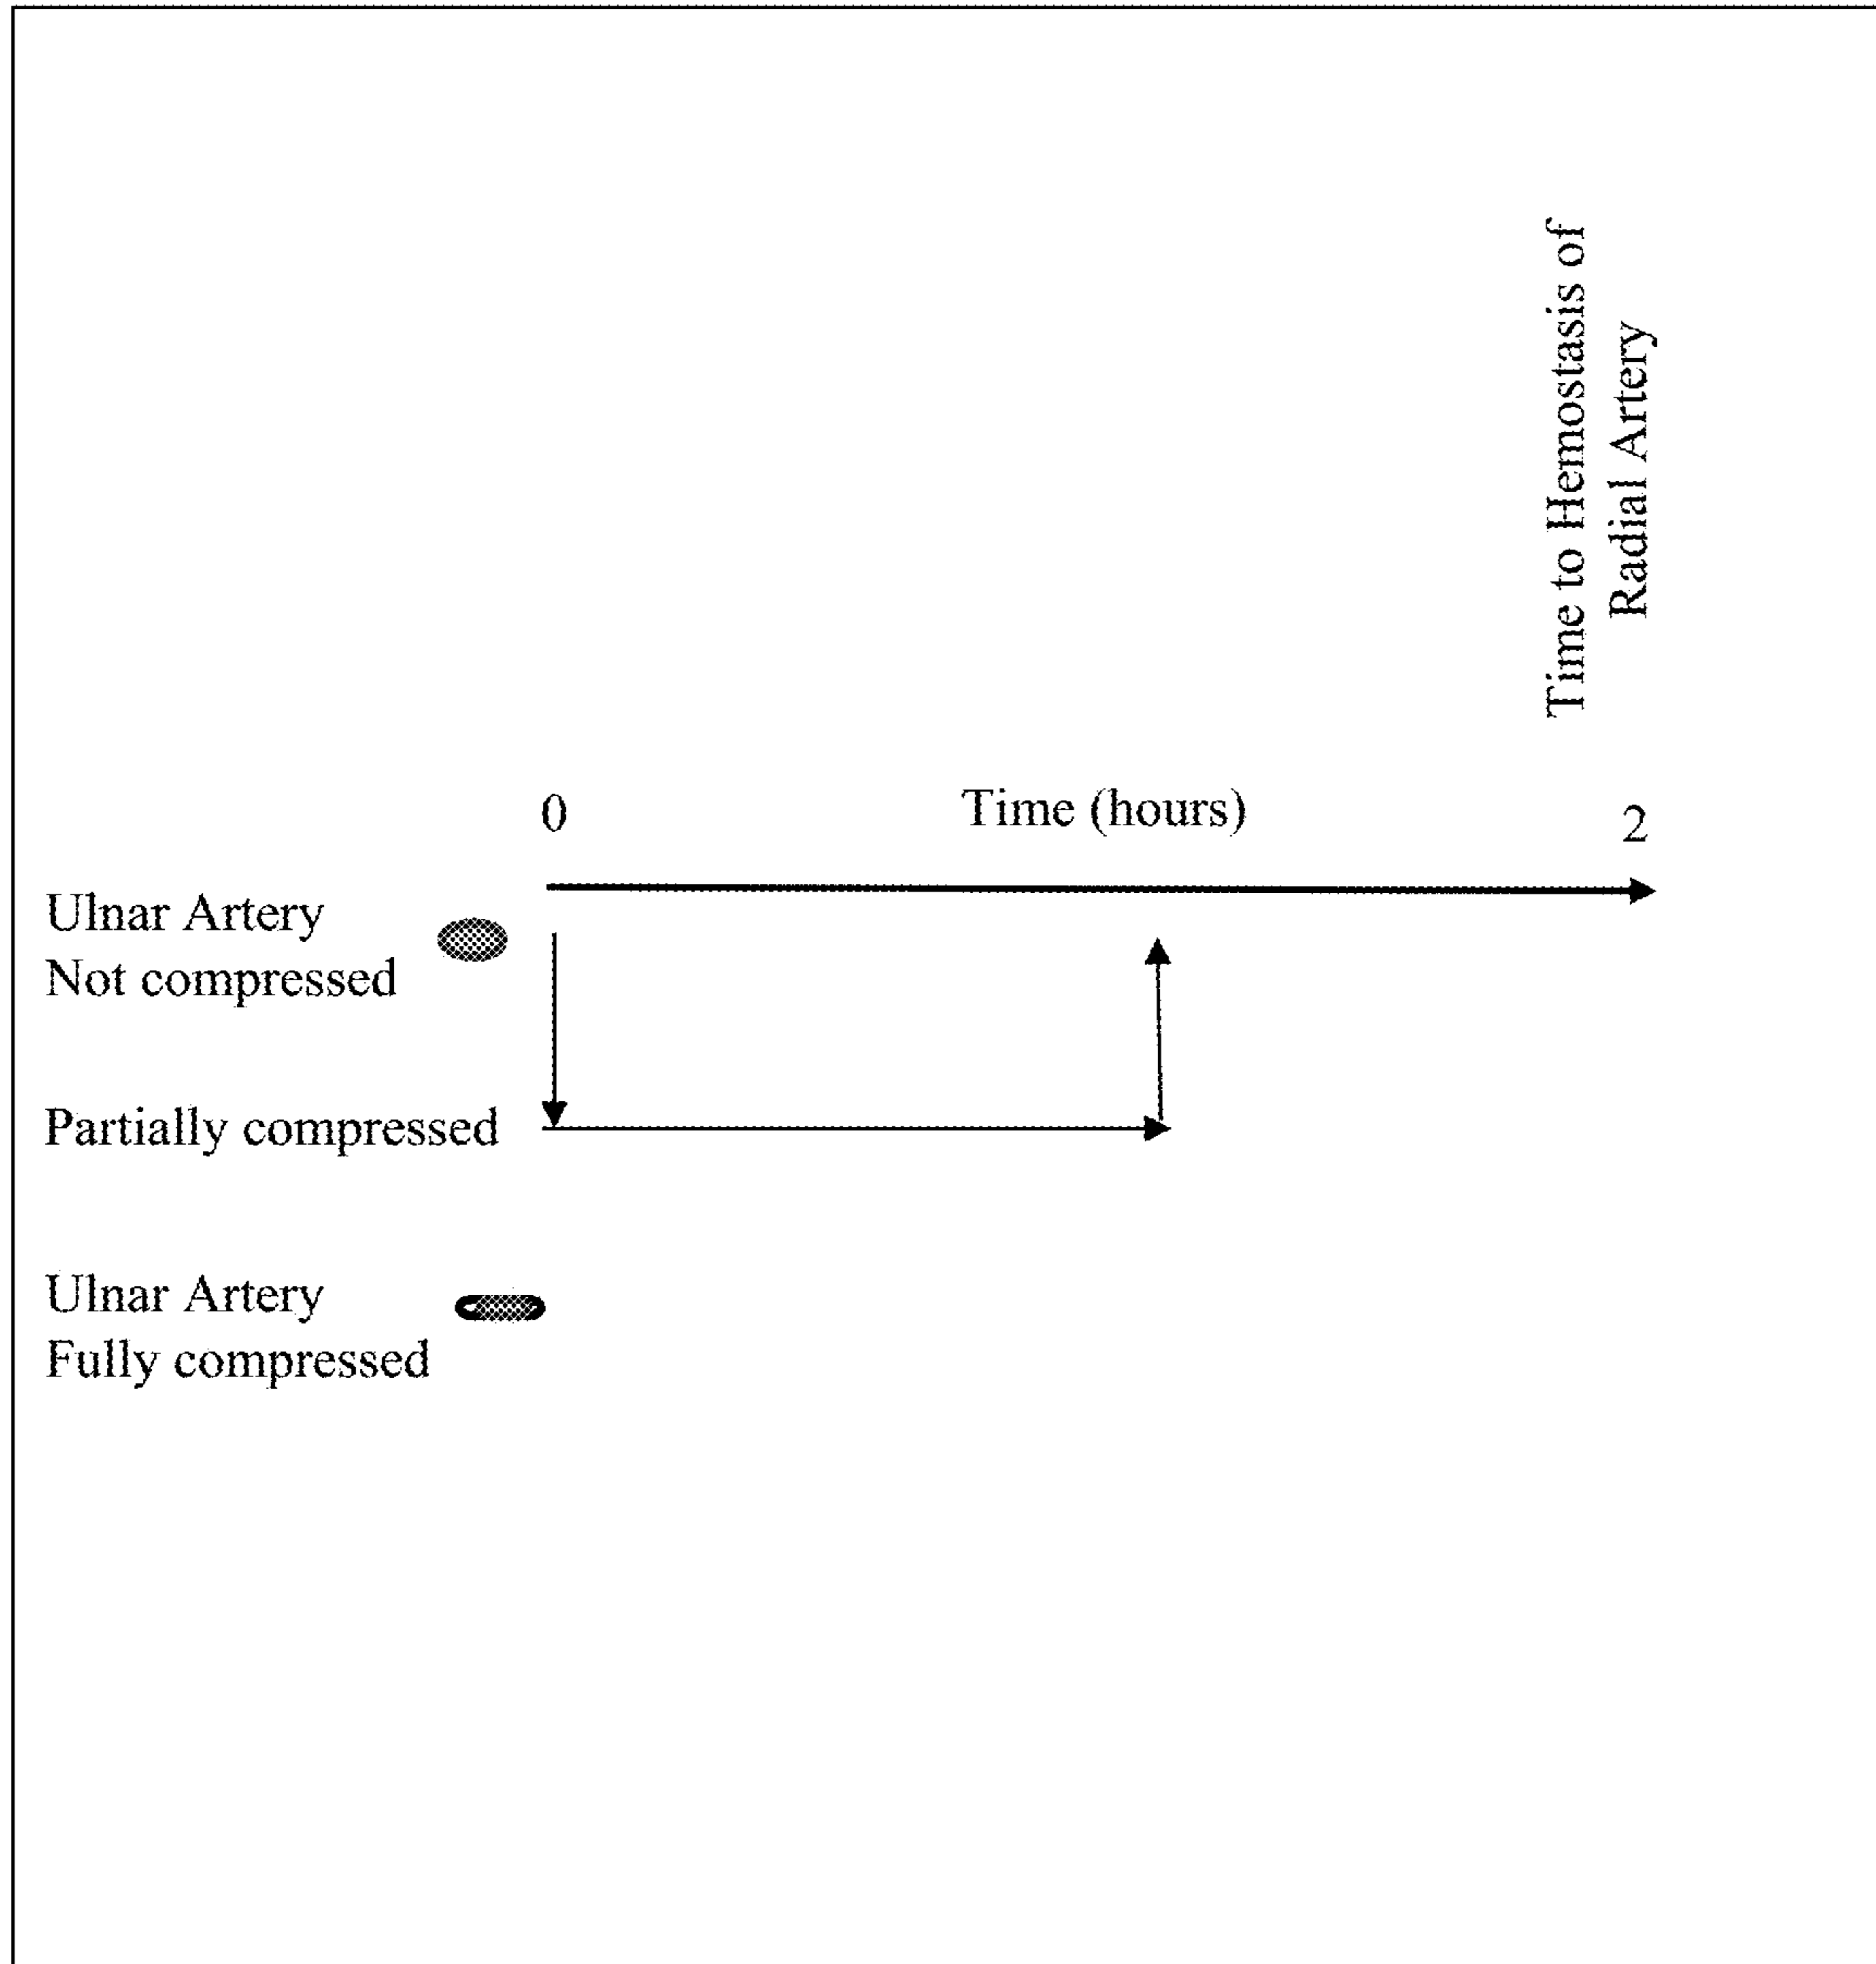 Time to Hemostasis of
Radial Artery
0 Time (hours) 2
Ulnar Artery
Not compressed
Partially compressed
Ulnar Artery
Fully compressed